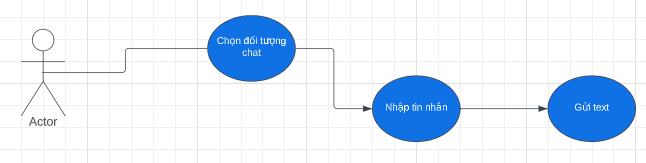 Chọn đối tượng
chat
Nhập tin nhắn
Gửi text
Actor